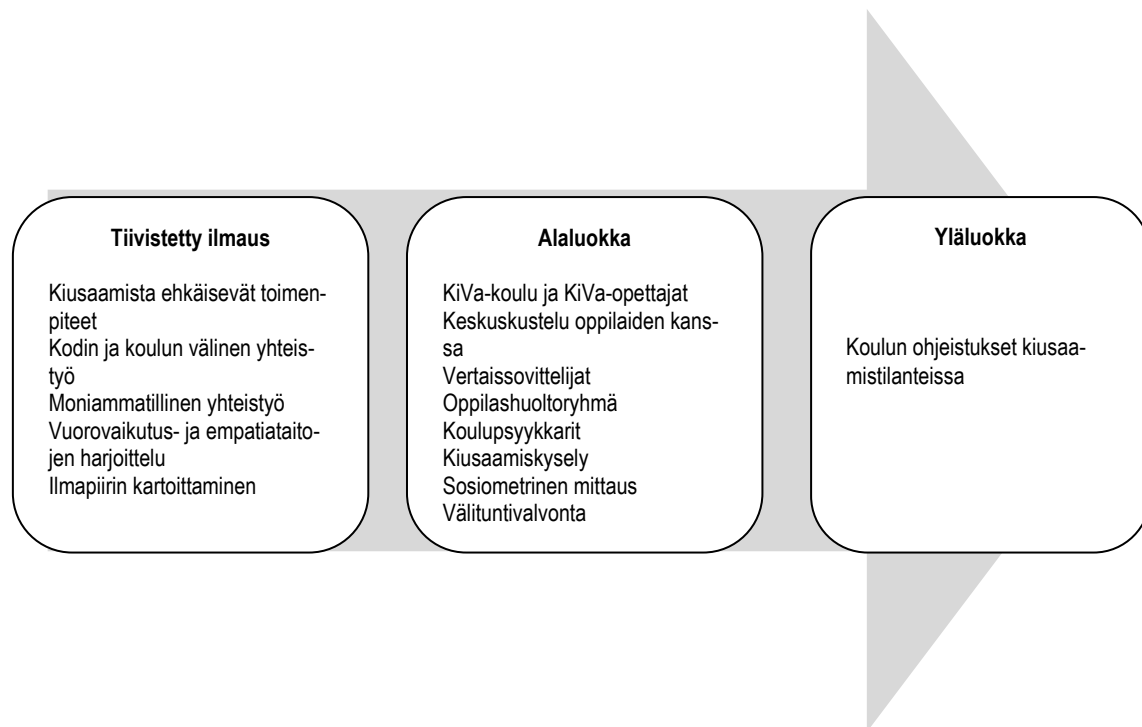 Tiivistetty ilmaus
Kiusaamista ehkäisevät toimen-
piteet
Kodin ja koulun välinen yhteis-
työ
Moniammatillinen yhteistyö
Vuorovaikutus- ja empatiataito-
jen harjoittelu
Ilmapiirin kartoittaminen
Alaluokka
KiVa-koulu ja KiVa-opettajat
Keskuskustelu oppilaiden kans-
sa
Vertaissovittelijat
Oppilashuoltoryhmä
Koulupsyykkarit
Kiusaamiskysely
Sosiometrinen mittaus
Välituntivalvonta
Yläluokka
Koulun ohjeistukset kiusaa-
mistilanteissa